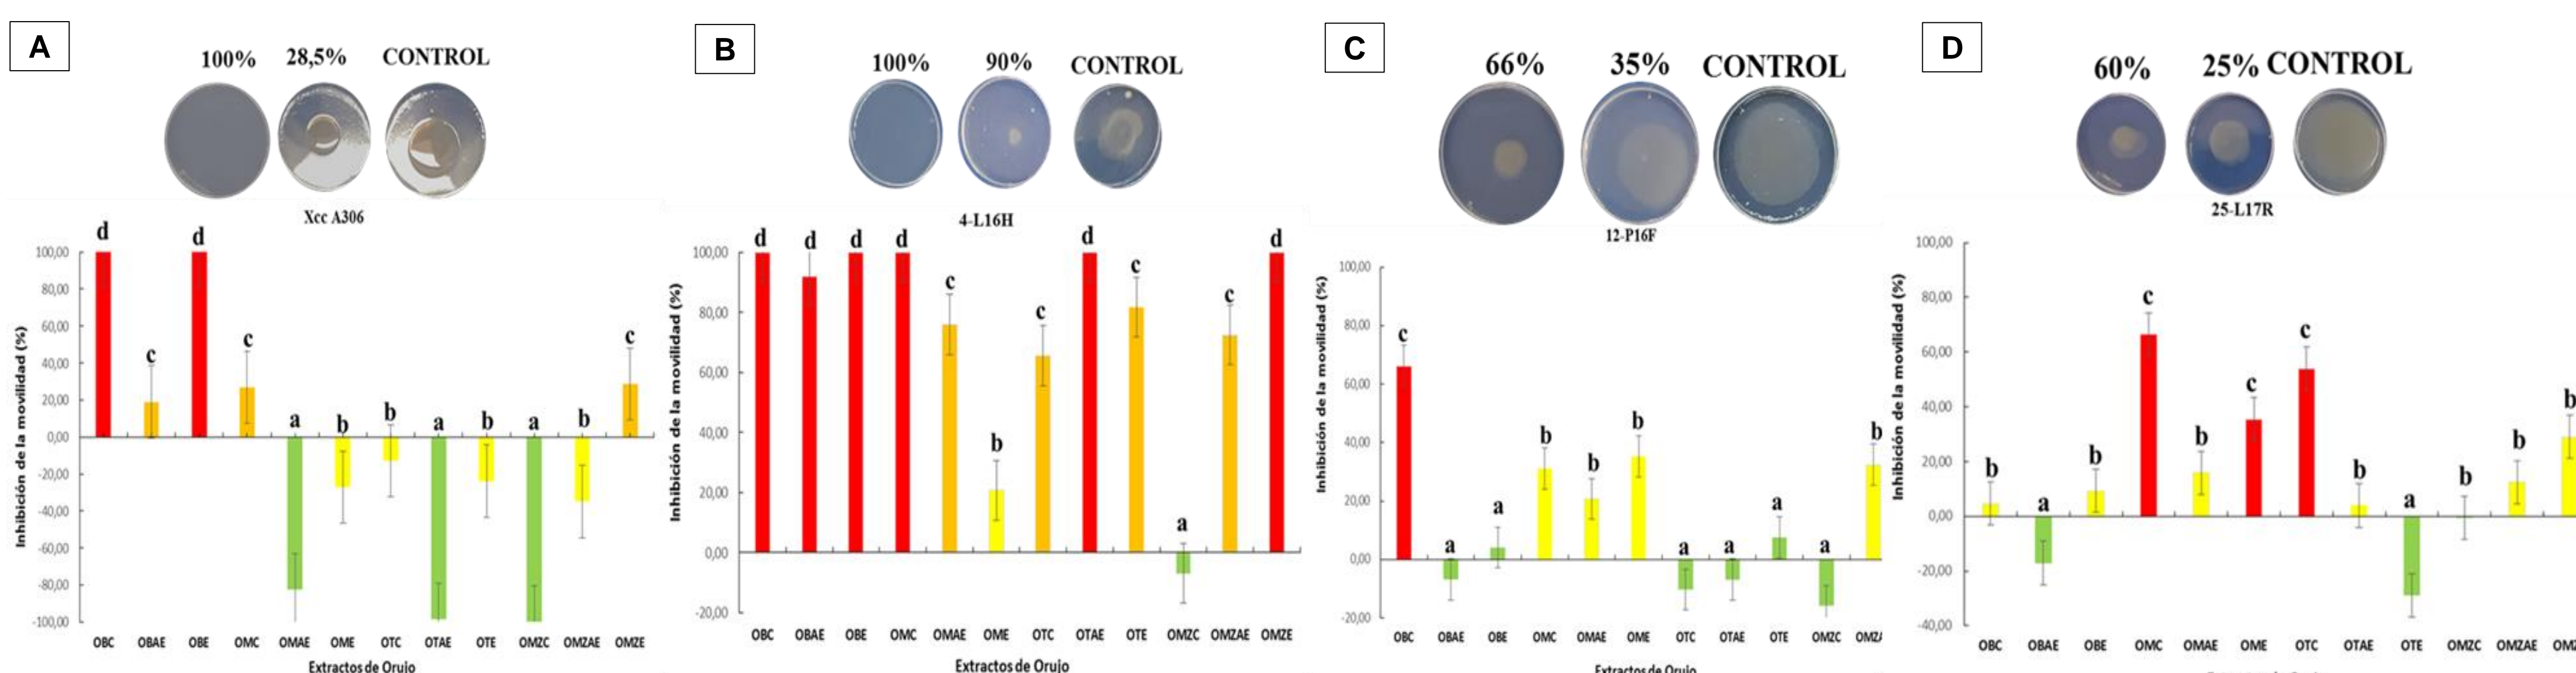 A
100% 28,5% CONTROL
Xcc A306
d c d c a b b a b a b c
Inhibición de la movilidad (%)
100,00
80,00
60,00
40,00
20,00
0,00
-20,00
-40,00
-60,00
-80,00
-100,00
OBC OBAE OBE OMC OMAE OME OTC OTAE OTE OMZC OMZAE OMZE
Extractos de Orujo
B
100% 90% CONTROL
4-L16H
d d d d c b c d c a c d
Inhibición de la movilidad (%)
100,00
80,00
60,00
40,00
20,00
0,00
-20,00
OBC OBAE OBE OMC OMAE OME OTC OTAE OTE OMZC OMZAE OMZE
Extractos de Orujo
C
66% 35% CONTROL
12-P16F
c a a b b b a a a a b
Inhibición de la movilidad (%)
100,00
80,00
60,00
40,00
20,00
0,00
-20,00
OBC OBAE OBE OMC OMAE OME OTC OTAE OTE OMZC
Extractos de Orujo
D
60% 25% CONTROL
25-L17R
b a b c b c c b a b b b
Inhibición de la movilidad (%)
100,00
80,00
60,00
40,00
20,00
0,00
-20,00
-40,00
OBC OBAE OBE OMC OMAE OME OTC OTAE OTE OMZC OMZAE